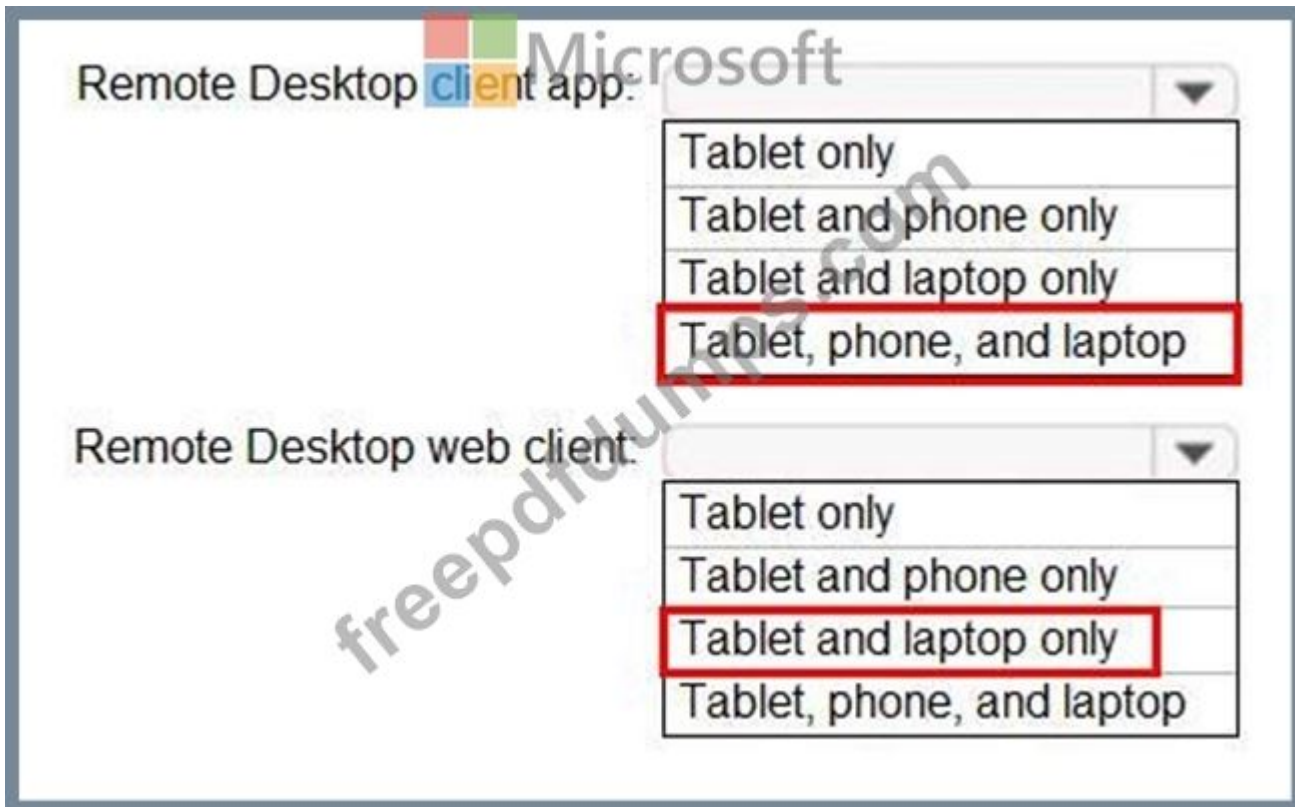 Microsoft
Remote Desktop client app:
Tablet only
Tablet and phone only
Tablet and laptop only
Tablet, phone, and laptop
Remote Desktop web client:
Tablet only
Tablet and phone only
Tablet and laptop only
Tablet, phone, and laptop
freepdfdumps.com